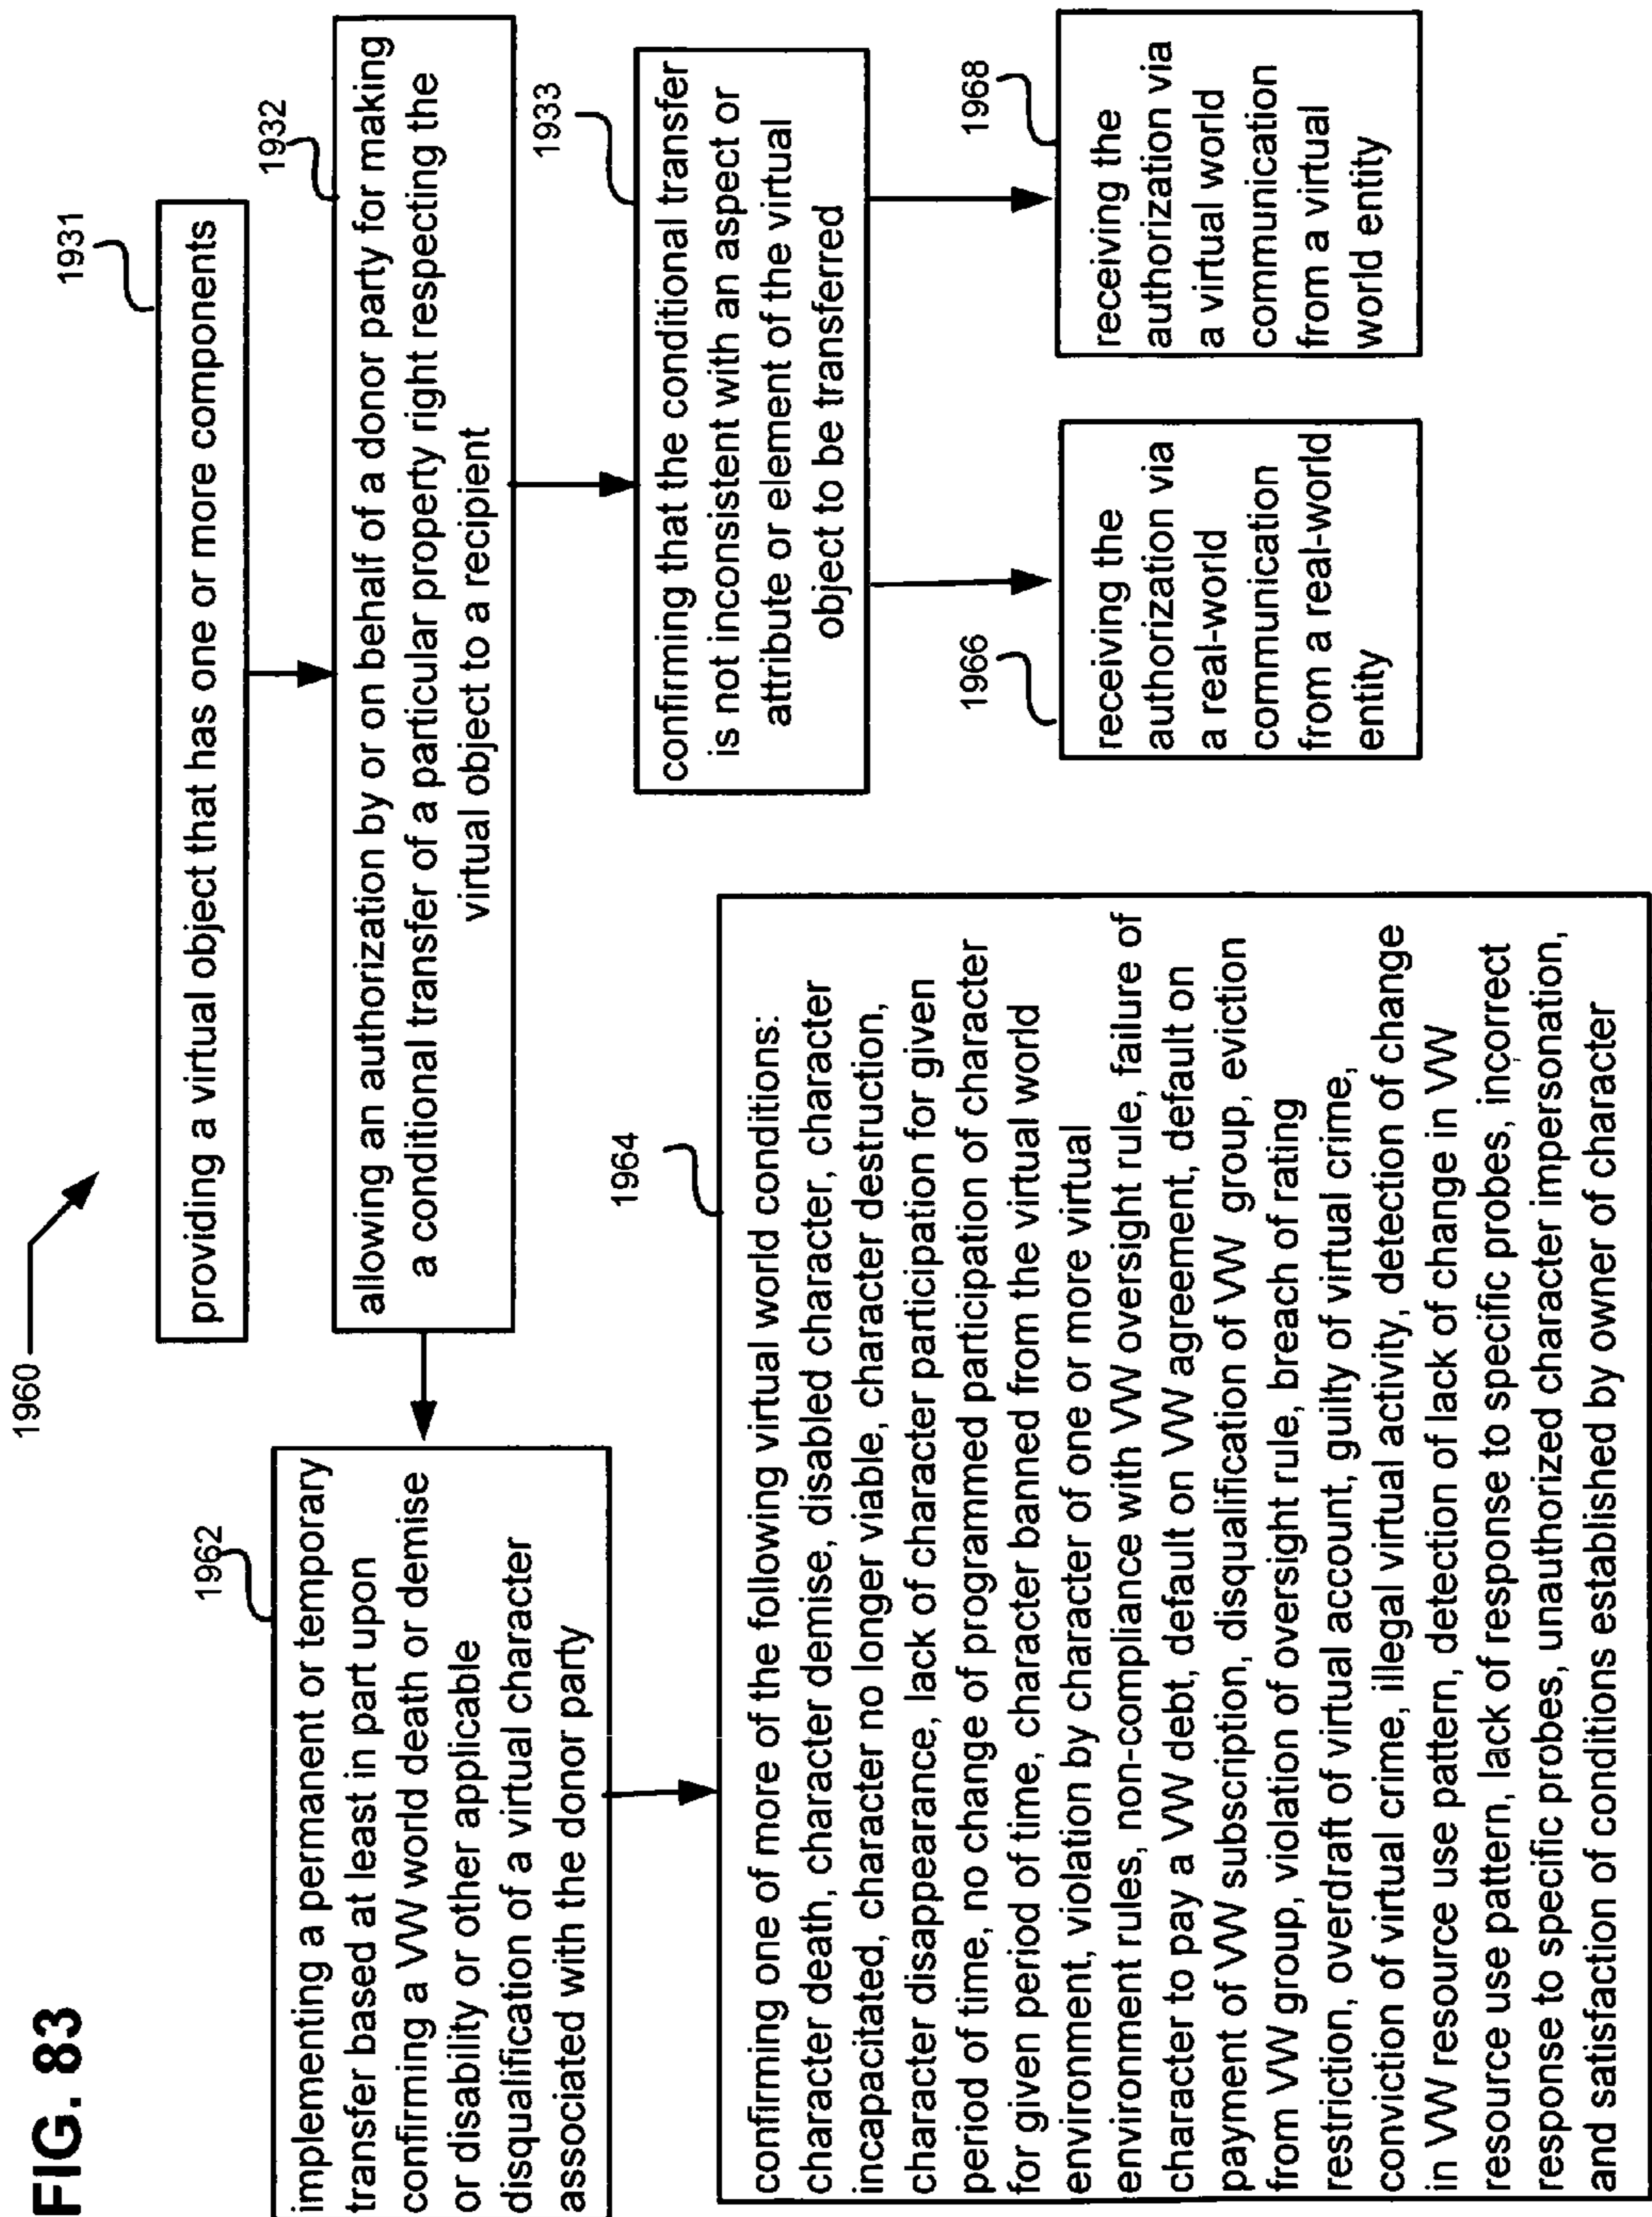 FIG. 83
1960
1931
providing a virtual object that has one or more components
1932
allowing an authorization by or on behalf of a donor party for making
a conditional transfer of a particular property right respecting the
virtual object to a recipient
1962
implementing a permanent or temporary
transfer based at least in part upon
confirming a VW world death or demise
or disability or other applicable
disqualification of a virtual character
associated with the donor party
1933
confirming that the conditional transfer
is not inconsistent with an aspect or
attribute or element of the virtual
object to be transferred
1964
confirming one of more of the following virtual world conditions:
character death, character demise, disabled character, character
incapacitated, character no longer viable, character destruction,
character disappearance, lack of character participation for given
period of time, no change of programmed participation of character
for given period of time, character banned from the virtual world
environment, violation by character of one or more virtual
environment rules, non-compliance with VW oversight rule, failure of
character to pay a VW debt, default on VW agreement, default on
payment of VW subscription, disqualification of VW group, eviction
from VW group, violation of oversight rule, breach of rating
restriction, overdraft of virtual account, guilty of virtual crime,
conviction of virtual crime, illegal virtual activity, detection of change
in VW resource use pattern, detection of lack of change in VW
resource use pattern, lack of response to specific probes, incorrect
response to specific probes, unauthorized character impersonation,
and satisfaction of conditions established by owner of character
1966
receiving the
authorization via
a real-world
communication
from a real-world
entity
1968
receiving the
authorization via
a virtual world
communication
from a virtual
world entity